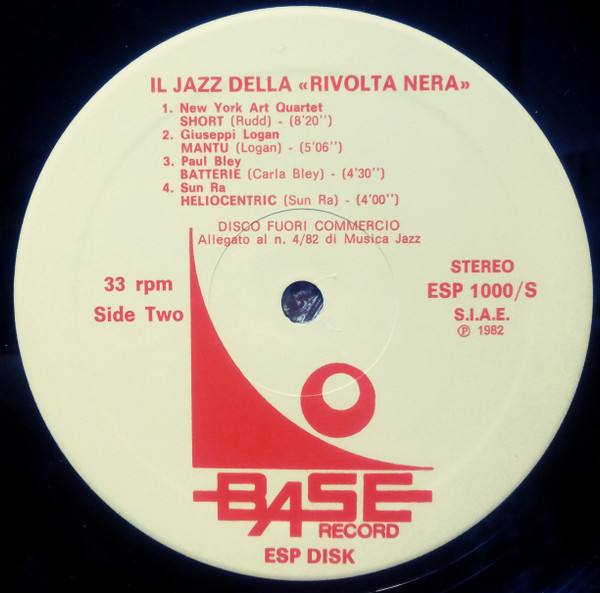 IL JAZZ DELLA «RIVOLTA NERA»
1. New York Art Quartet
SHORT (Rudd) - (8'20'')
2. Giuseppi Logan
MANTU (Logan) - (5'06'')
3. Paul Bley
BATTERIE (Carla Bley) - (4'30'')
4. Sun Ra
HELIOCENTRIC (Sun Ra) - (4'00'')
DISCO FUORI COMMERCIO
Allegato al n. 4/82 di Musica Jazz
33 rpm
Side Two
STEREO
ESP 1000/S
S.I.A.E.
℗ 1982
BASE
RECORD
ESP DISK